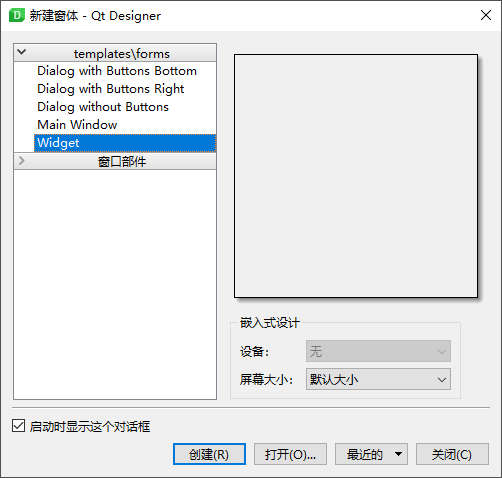 新建窗体 - Qt Designer
templates\forms
Dialog with Buttons Bottom
Dialog with Buttons Right
Dialog without Buttons
Main Window
Widget
窗口部件
嵌入式设计
设备： 无
屏幕大小： 默认大小
启动时显示这个对话框
创建(R) 打开(O)... 最近的 关闭(C)